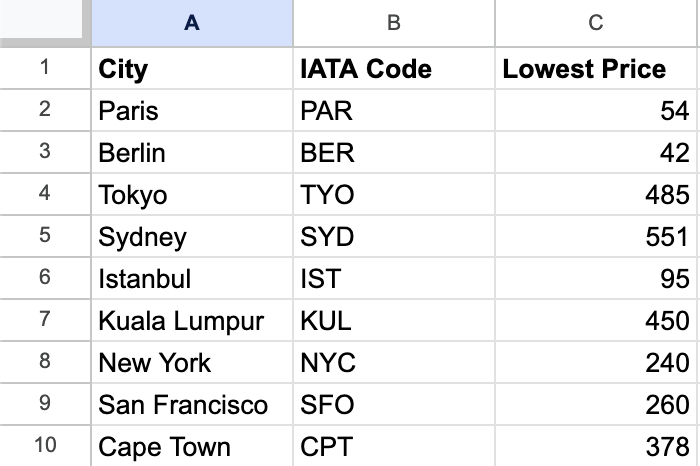 A B C
1 City IATA Code Lowest Price
2 Paris PAR 54
3 Berlin BER 42
4 Tokyo TYO 485
5 Sydney SYD 551
6 Istanbul IST 95
7 Kuala Lumpur KUL 450
8 New York NYC 240
9 San Francisco SFO 260
10 Cape Town CPT 378